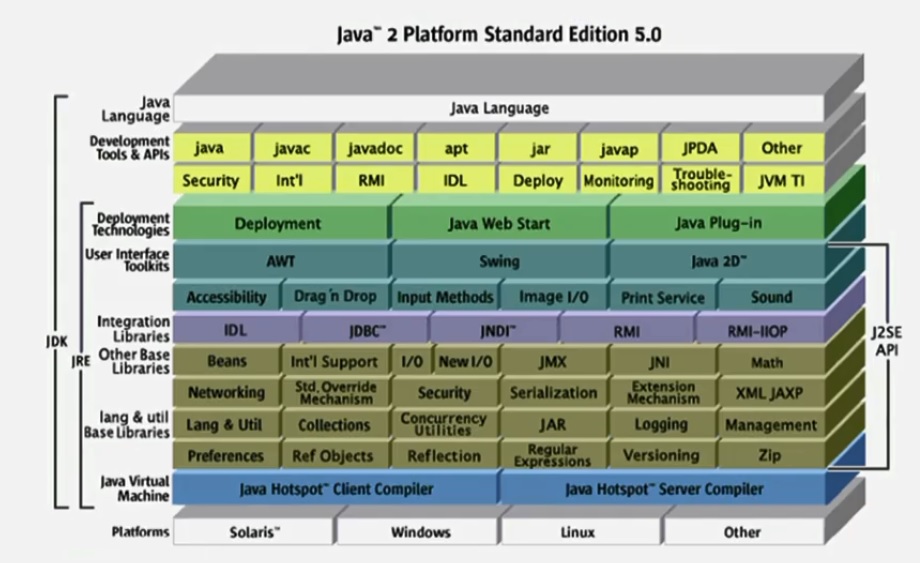 Java™ 2 Platform Standard Edition 5.0
Java
Language
Java Language
Development
Tools & APIs
java javac javadoc apt jar javap JPDA Other
Security Int'l RMI IDL Deploy Monitoring Trouble-
shooting JVM TI
Deployment
Technologies
Deployment Java Web Start Java Plug-in
User Interface
Toolkits
AWT Swing Java 2D™
Accessibility Drag'n Drop Input Methods Image I/O Print Service Sound
Integration
Libraries
IDL JDBC™ JNDI™ RMI RMI-IIOP
JDK
JRE
J2SE
API
Other Base
Libraries
Beans Int'l Support I/O New I/O JMX JNI Math
Networking Std. Override
Mechanism Security Serialization Extension
Mechanism XML JAXP
lang & util
Base Libraries
Lang & Util Collections Concurrency
Utilities JAR Logging Management
Preferences Ref Objects Reflection Regular
Expressions Versioning Zip
Java Virtual
Machine
Java Hotspot™ Client Compiler Java Hotspot™ Server Compiler
Platforms
Solaris™ Windows Linux Other